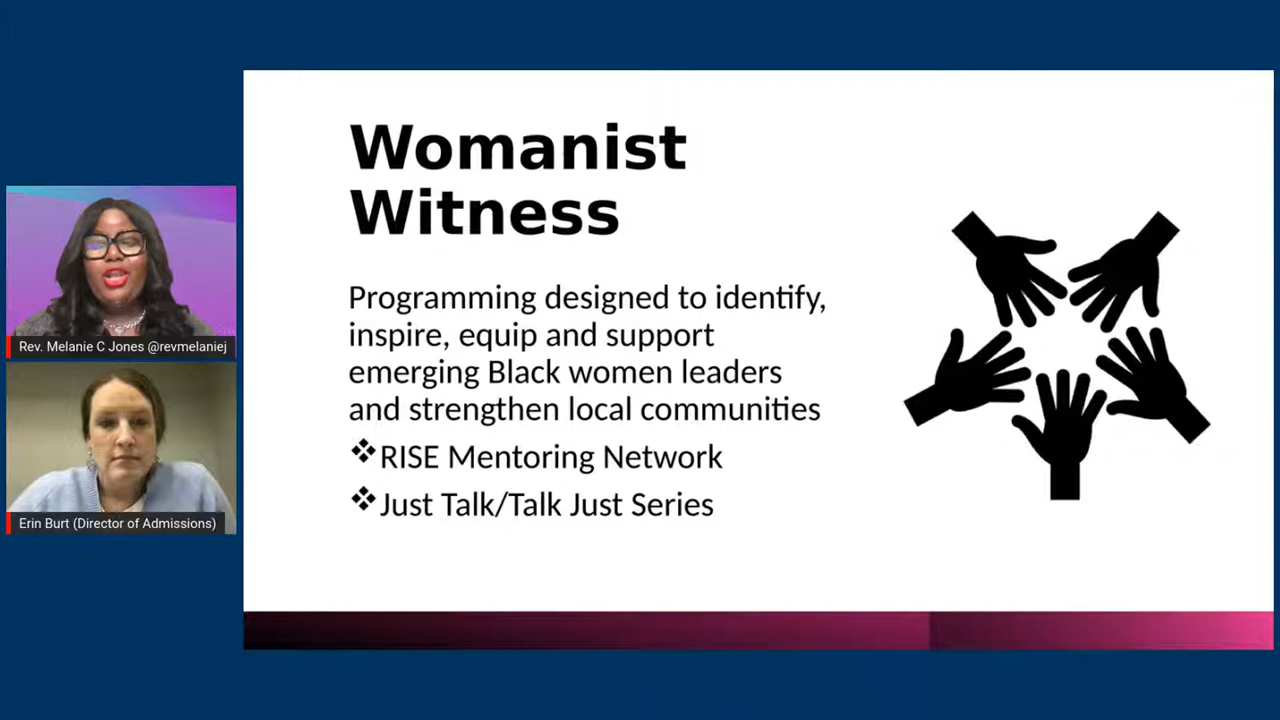 Womanist
Witness
Programming designed to identify,
inspire, equip and support
emerging Black women leaders
and strengthen local communities
❖RISE Mentoring Network
❖Just Talk/Talk Just Series
Rev. Melanie C Jones @revmelaniej
Erin Burt (Director of Admissions)